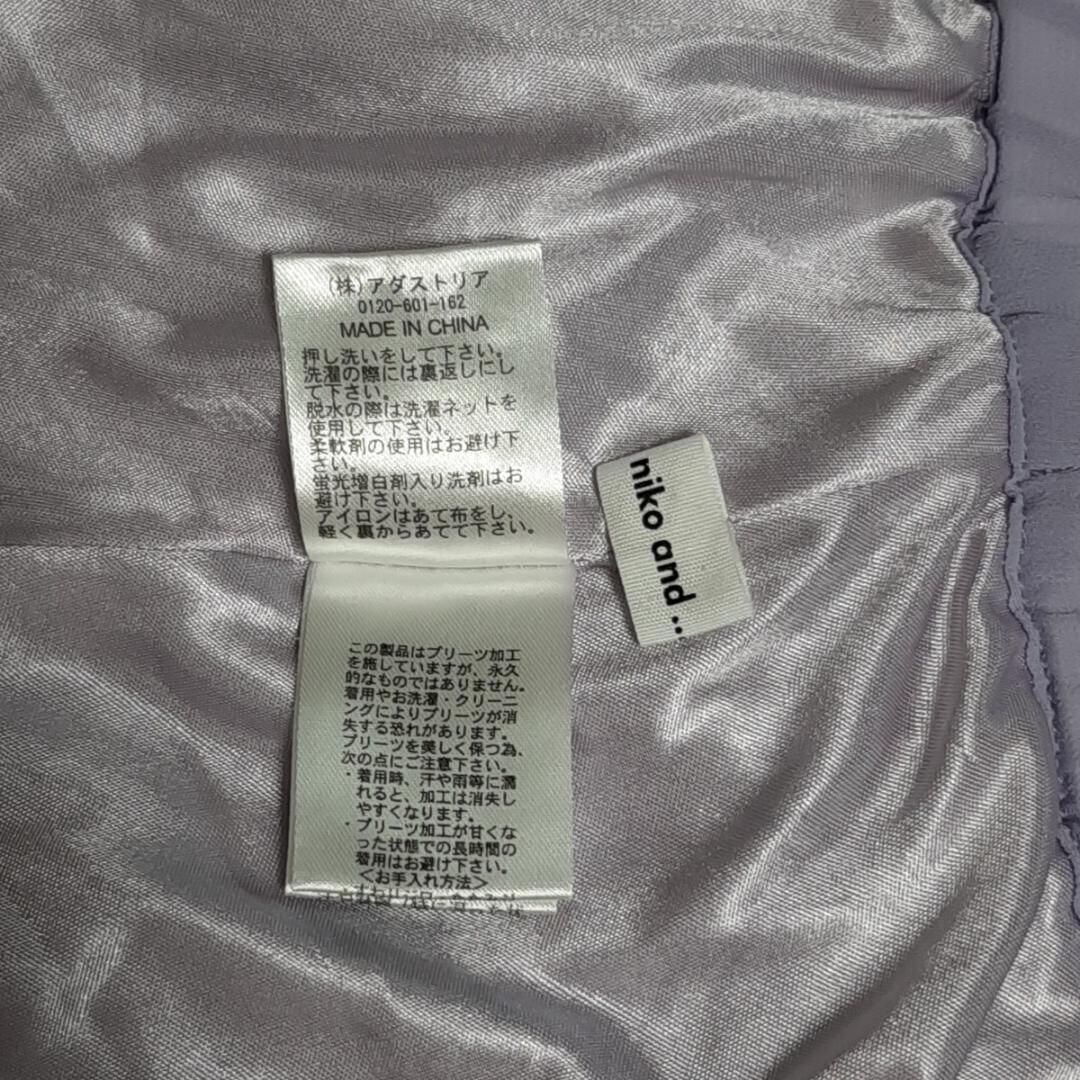 (株)アダストリア
0120-601-162
MADE IN CHINA
押し洗いをして下さい。
洗濯の際には裏返しにし
て下さい。
脱水の際は洗濯ネットを
使用して下さい。
柔軟剤の使用はお避け下
さい。
蛍光増白剤入り洗剤はお
避け下さい。
アイロンはあて布をし、
軽く裏からあてて下さい。
niko and ...
この製品はプリーツ加工
を施していますが、永久
的なものではありません。
着用やお洗濯・クリーニ
ングによりプリーツが消
失する恐れがあります。
プリーツを美しく保つ為、
次の点にご注意下さい。
・着用時、汗や雨等に濡
れると、加工は消失し
やすくなります。
・プリーツ加工が甘くな
った状態での長時間の
着用はお避け下さい。
＜お手入れ方法＞